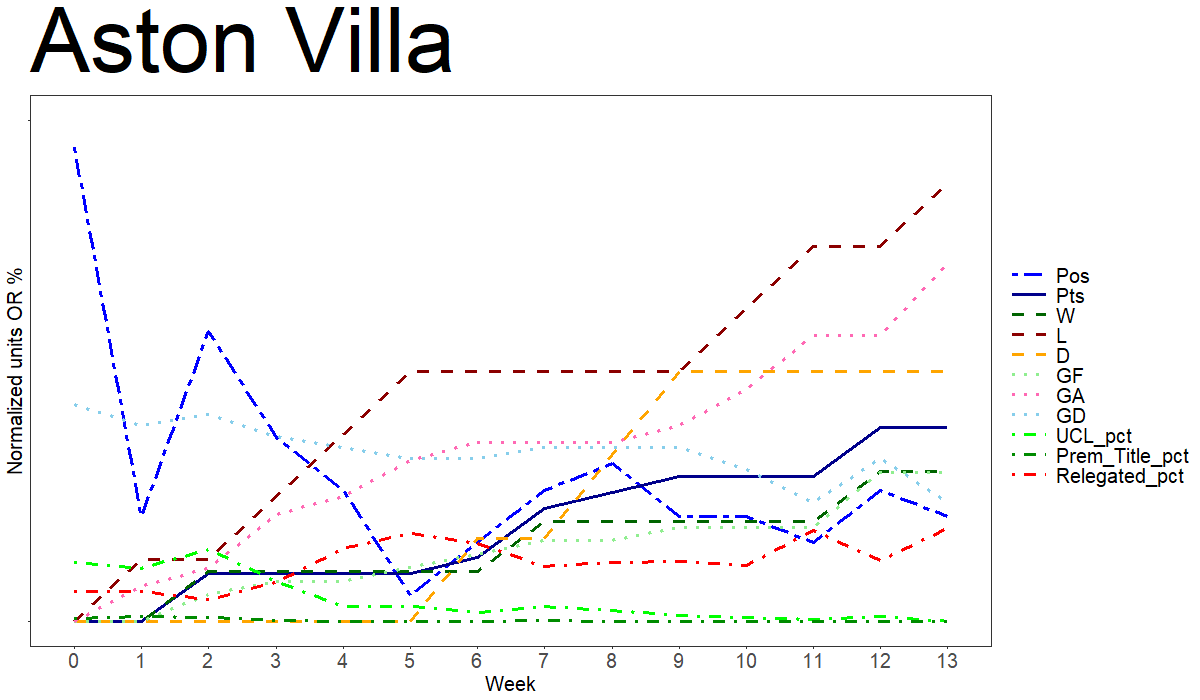 Aston Villa
Normalized units OR %
Pos
Pts
W
L
D
GF
GA
GD
UCL_pct
Prem_Title_pct
Relegated_pct
0 1 2 3 4 5 6 7 8 9 10 11 12 13
Week